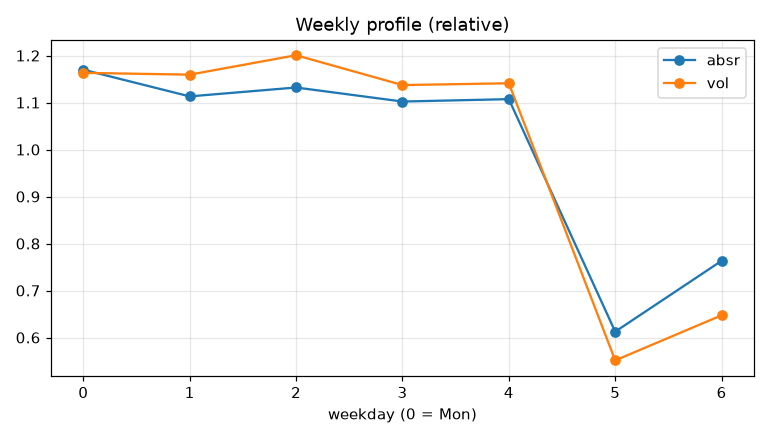 Weekly profile (relative)
absr
vol
1.2
1.1
1.0
0.9
0.8
0.7
0.6
0 1 2 3 4 5 6
weekday (0 = Mon)